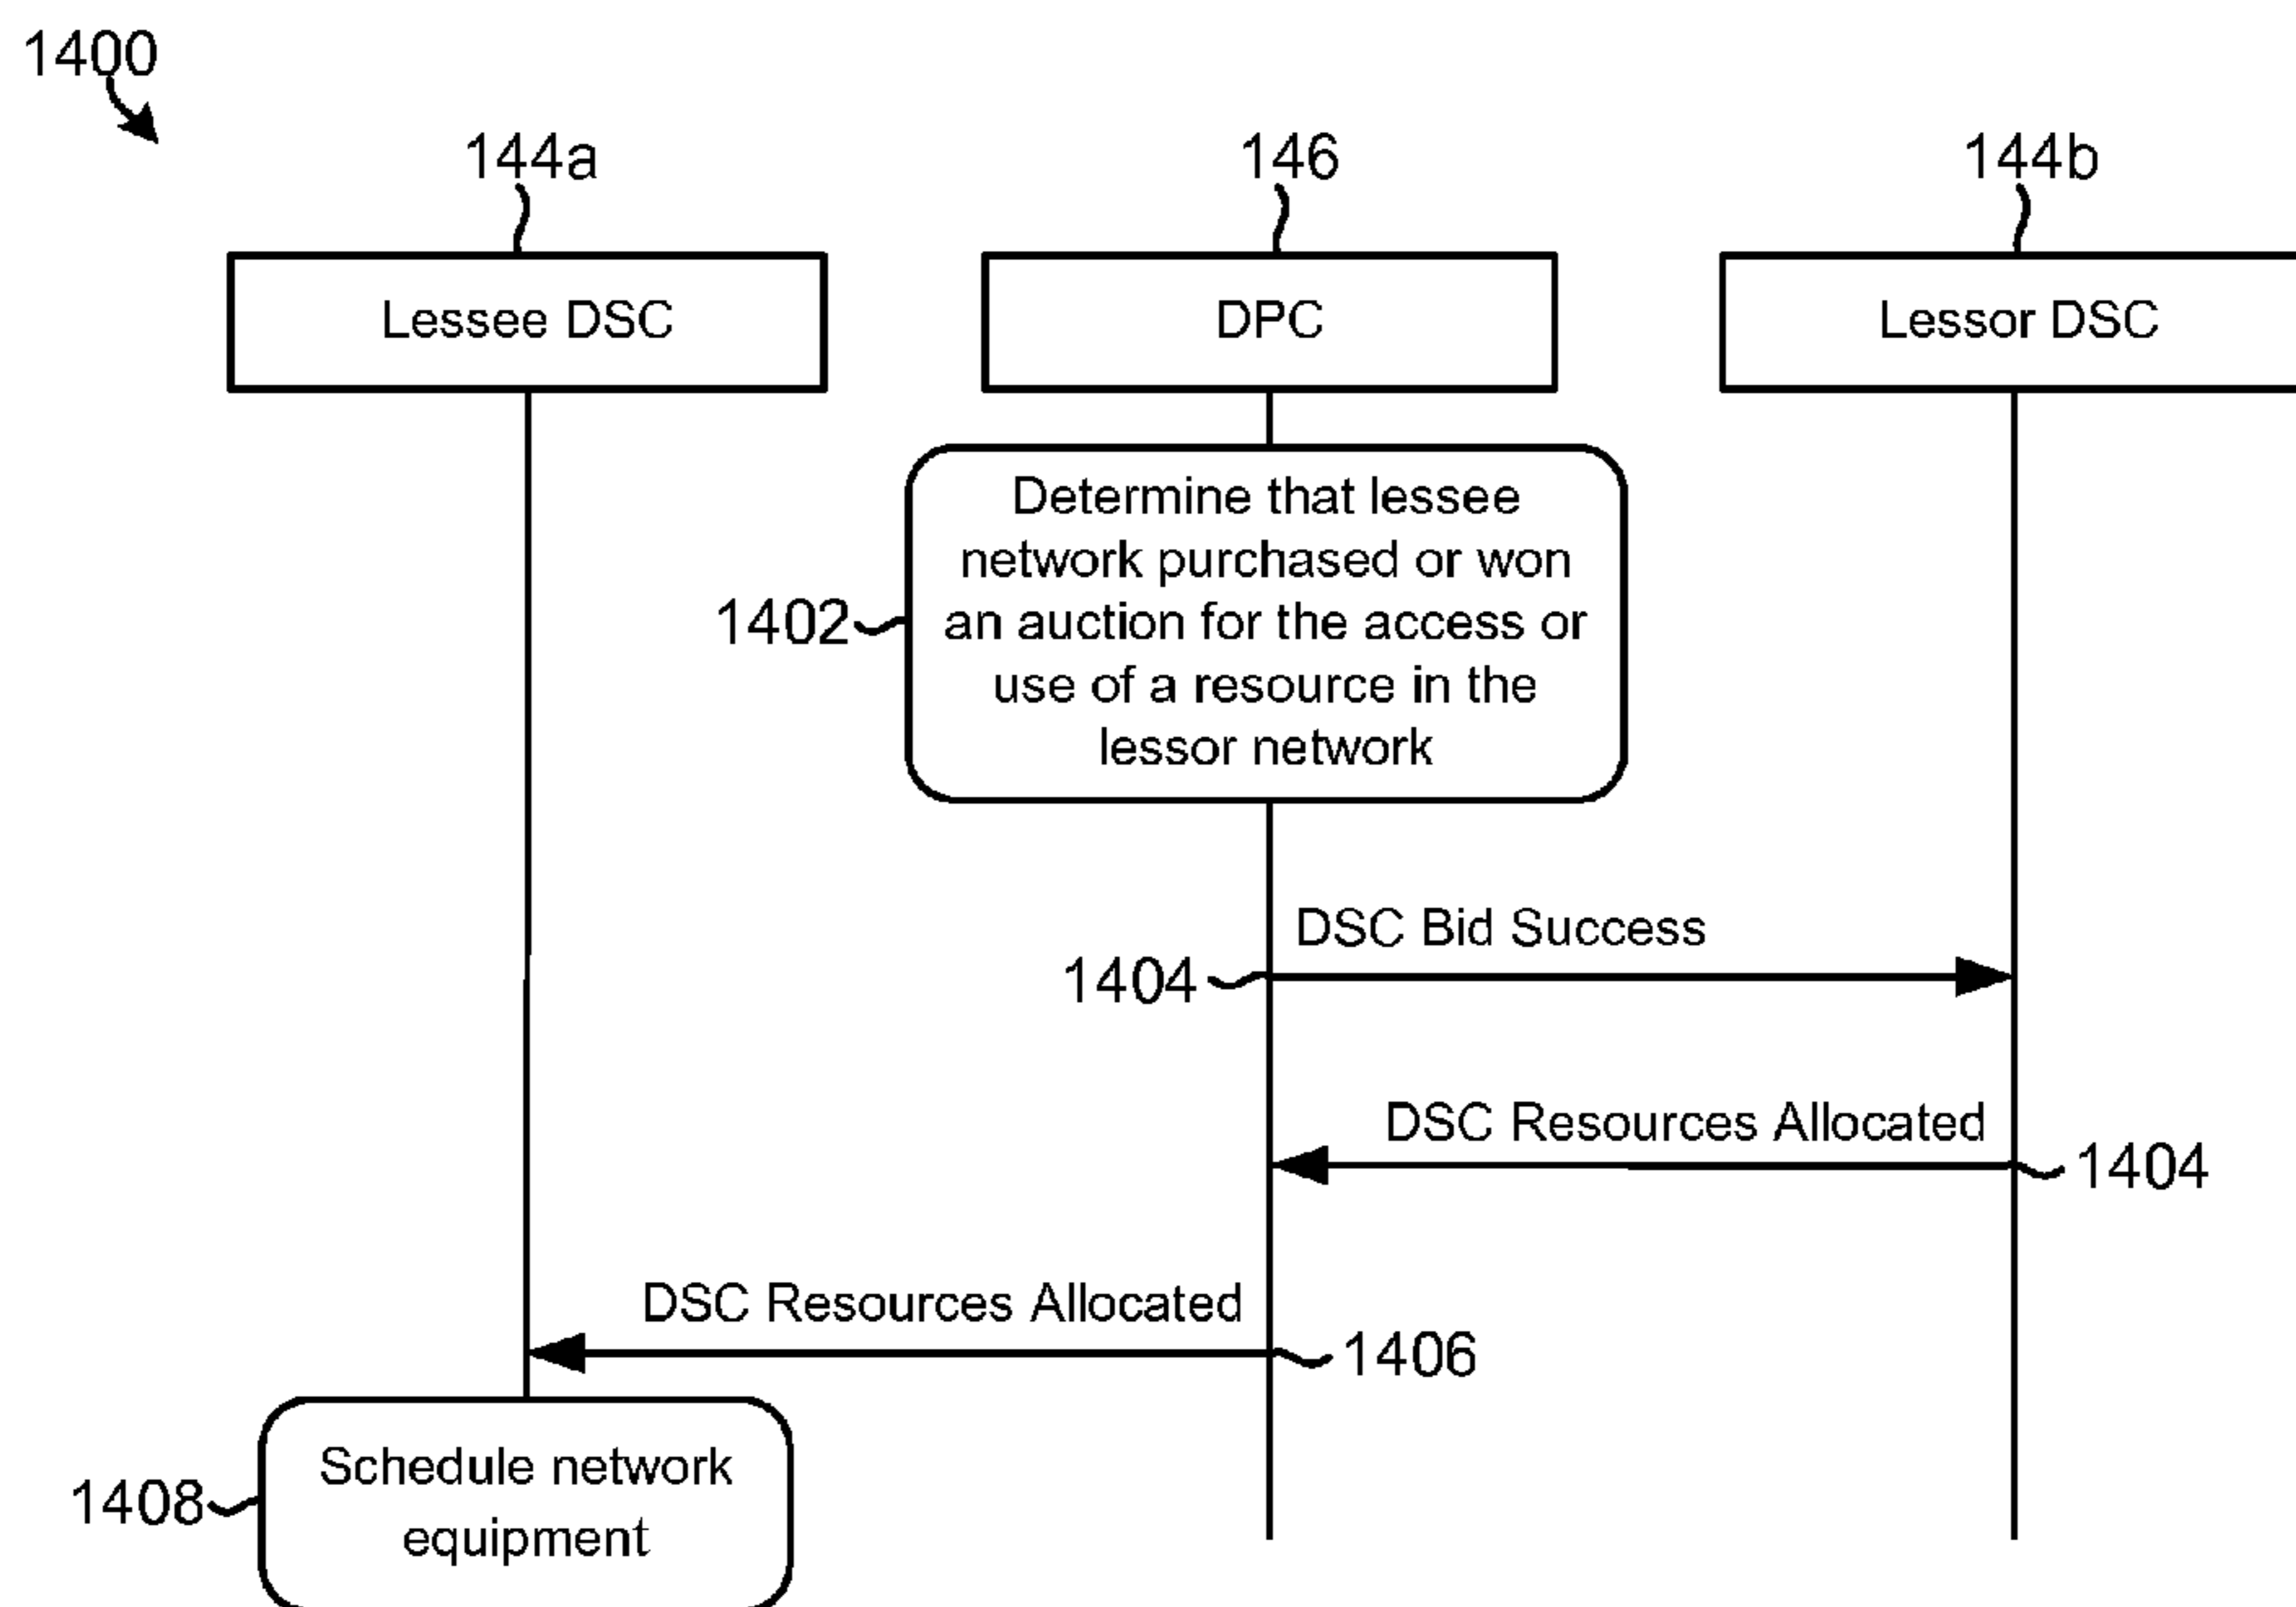 1400
144a
146
144b
Lessee DSC
DPC
Lessor DSC
Determine that lessee
network purchased or won
an auction for the access or
use of a resource in the
lessor network
1402
DSC Bid Success
1404
DSC Resources Allocated
1404
DSC Resources Allocated
1406
Schedule network
equipment
1408